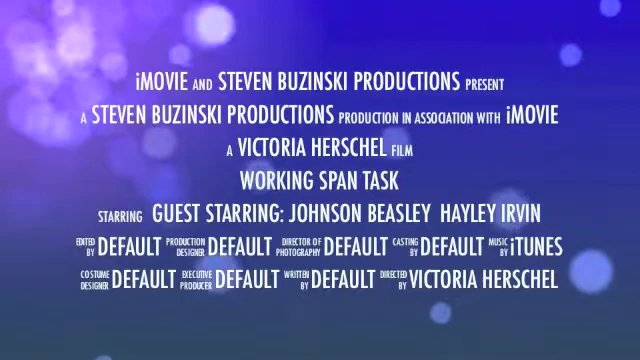 iMOVIE AND STEVEN BUZINSKI PRODUCTIONS PRESENT
A STEVEN BUZINSKI PRODUCTIONS PRODUCTION IN ASSOCIATION WITH iMOVIE
A VICTORIA HERSCHEL FILM
WORKING SPAN TASK
STARRING GUEST STARRING: JOHNSON BEASLEY HAYLEY IRVIN
EDITED BY DEFAULT PRODUCTION DESIGNER DEFAULT DIRECTOR OF PHOTOGRAPHY DEFAULT CASTING BY DEFAULT MUSIC BY iTUNES
COSTUME DESIGNER DEFAULT EXECUTIVE PRODUCER DEFAULT WRITTEN BY DEFAULT DIRECTED BY VICTORIA HERSCHEL